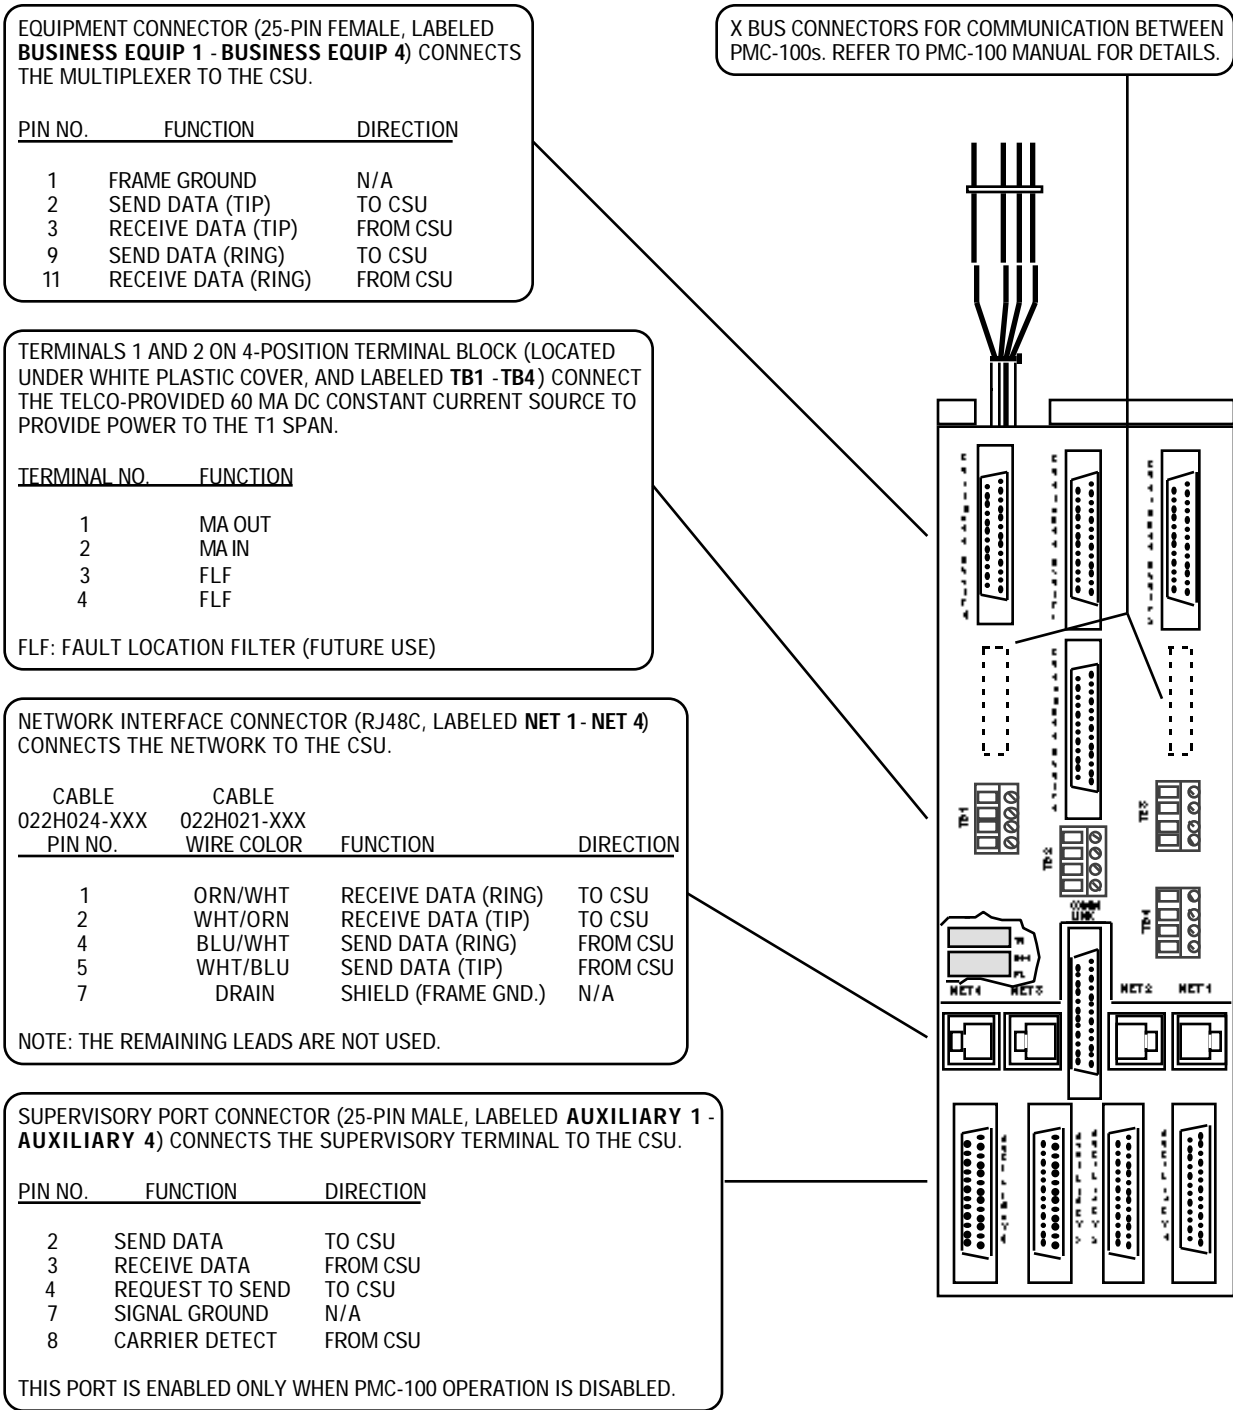 EQUIPMENT CONNECTOR (25-PIN FEMALE, LABELED
BUSINESS EQUIP 1 - BUSINESS EQUIP 4) CONNECTS
THE MULTIPLEXER TO THE CSU.
PIN NO. FUNCTION DIRECTION
1 FRAME GROUND N/A
2 SEND DATA (TIP) TO CSU
3 RECEIVE DATA (TIP) FROM CSU
9 SEND DATA (RING) TO CSU
11 RECEIVE DATA (RING) FROM CSU
X BUS CONNECTORS FOR COMMUNICATION BETWEEN
PMC-100s. REFER TO PMC-100 MANUAL FOR DETAILS.
TERMINALS 1 AND 2 ON 4-POSITION TERMINAL BLOCK (LOCATED
UNDER WHITE PLASTIC COVER, AND LABELED TB1 - TB4) CONNECT
THE TELCO-PROVIDED 60 MA DC CONSTANT CURRENT SOURCE TO
PROVIDE POWER TO THE T1 SPAN.
TERMINAL NO. FUNCTION
1 MA OUT
2 MA IN
3 FLF
4 FLF
FLF: FAULT LOCATION FILTER (FUTURE USE)
NETWORK INTERFACE CONNECTOR (RJ48C, LABELED NET 1 - NET 4)
CONNECTS THE NETWORK TO THE CSU.
CABLE CABLE
022H024-XXX 022H021-XXX
PIN NO. WIRE COLOR FUNCTION DIRECTION
1 ORN/WHT RECEIVE DATA (RING) TO CSU
2 WHT/ORN RECEIVE DATA (TIP) TO CSU
4 BLU/WHT SEND DATA (RING) FROM CSU
5 WHT/BLU SEND DATA (TIP) FROM CSU
7 DRAIN SHIELD (FRAME GND.) N/A
NOTE: THE REMAINING LEADS ARE NOT USED.
SUPERVISORY PORT CONNECTOR (25-PIN MALE, LABELED AUXILIARY 1 -
AUXILIARY 4) CONNECTS THE SUPERVISORY TERMINAL TO THE CSU.
PIN NO. FUNCTION DIRECTION
2 SEND DATA TO CSU
3 RECEIVE DATA FROM CSU
4 REQUEST TO SEND TO CSU
7 SIGNAL GROUND N/A
8 CARRIER DETECT FROM CSU
THIS PORT IS ENABLED ONLY WHEN PMC-100 OPERATION IS DISABLED.
TB1
TB2
TB3
TB4
COMM
LINK
NET4 NET3 NET2 NET1